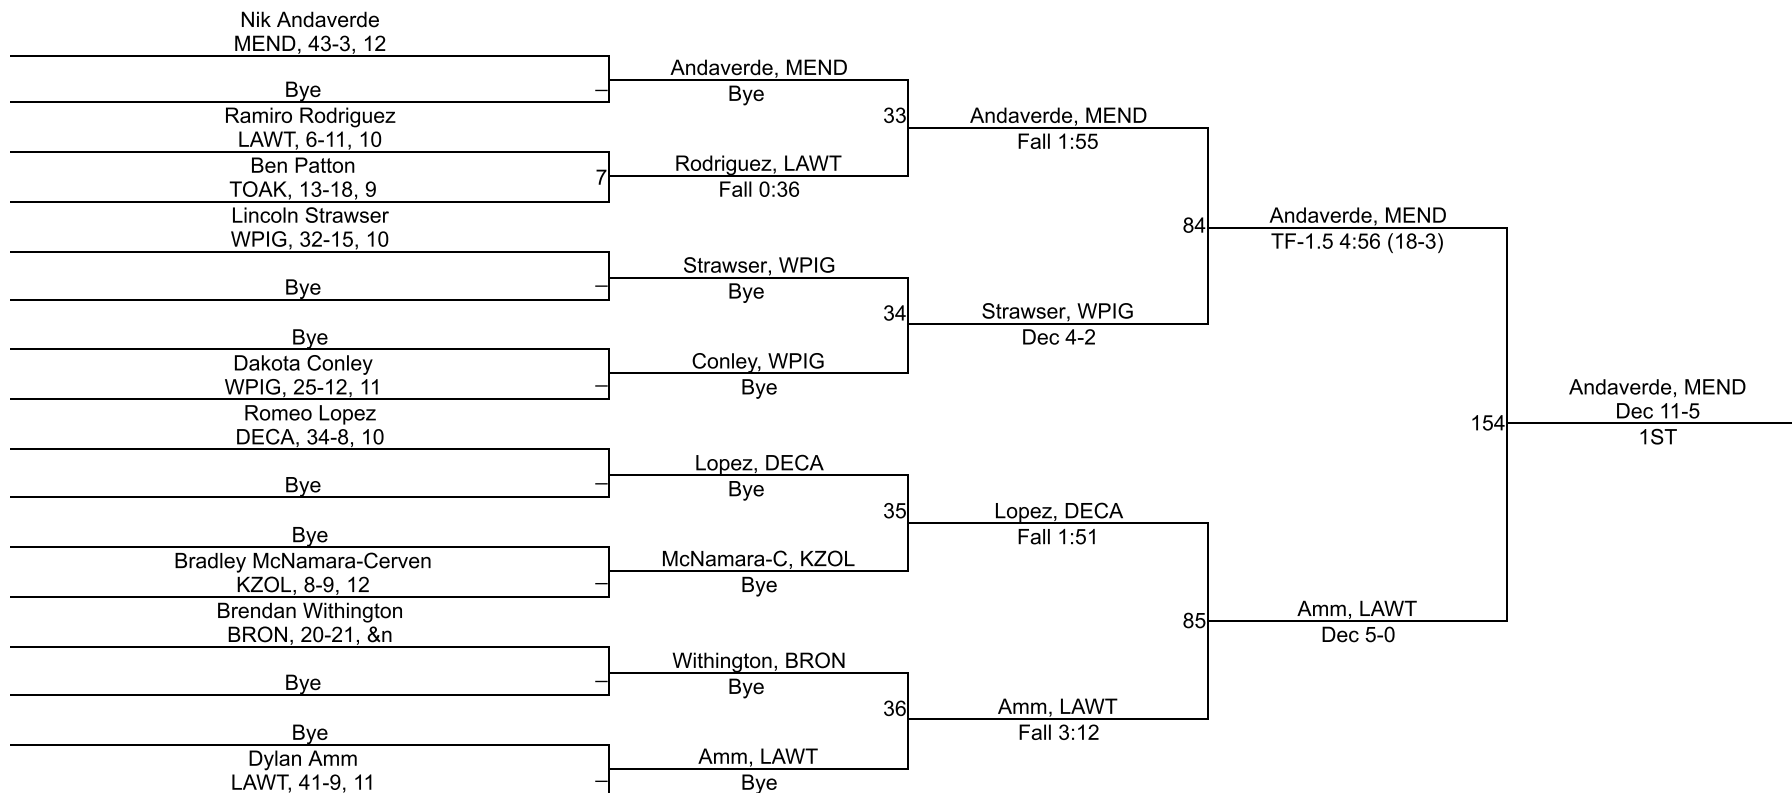 Nik Andaverde
MEND, 43-3, 12
Bye
–
Ramiro Rodriguez
LAWT, 6-11, 10
Ben Patton
TOAK, 13-18, 9
7
Lincoln Strawser
WPIG, 32-15, 10
Bye
–
Bye
Dakota Conley
WPIG, 25-12, 11
–
Romeo Lopez
DECA, 34-8, 10
Bye
–
Bye
Bradley McNamara-Cerven
KZOL, 8-9, 12
–
Brendan Withington
BRON, 20-21, &n
Bye
–
Bye
Dylan Amm
LAWT, 41-9, 11
–
Andaverde, MEND
Bye
33
Rodriguez, LAWT
Fall 0:36
Strawser, WPIG
Bye
34
Conley, WPIG
Bye
Lopez, DECA
Bye
35
McNamara-C, KZOL
Bye
Withington, BRON
Bye
36
Amm, LAWT
Bye
Andaverde, MEND
Fall 1:55
84
Strawser, WPIG
Dec 4-2
Lopez, DECA
Fall 1:51
85
Amm, LAWT
Fall 3:12
Andaverde, MEND
TF-1.5 4:56 (18-3)
154
Amm, LAWT
Dec 5-0
Andaverde, MEND
Dec 11-5
1ST